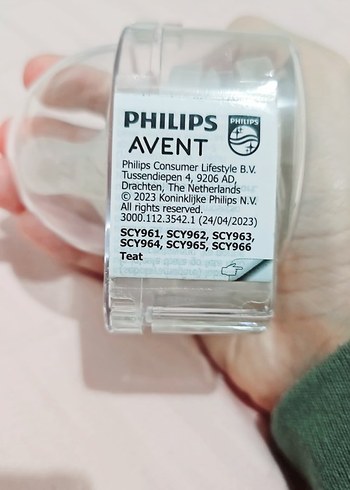 PHILIPS
PHILIPS
AVENT
Philips Consumer Lifestyle B.V.
Tussendiepen 4, 9206 AD,
Drachten, The Netherlands
© 2023 Koninklijke Philips N.V.
All rights reserved.
3000.112.3542.1 (24/04/2023)
SCY961, SCY962, SCY963,
SCY964, SCY965, SCY966
Teat